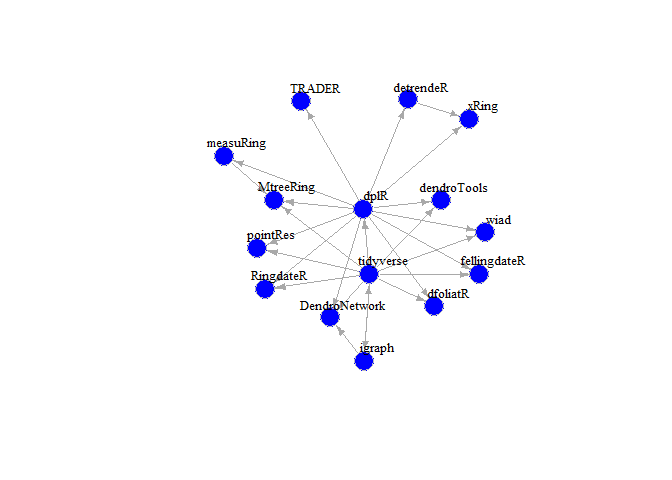 TRADER
detrendeR
xRing
measuRing
MtreeRing
dplR
dendroTools
wiad
pointRes
tidyverse
fellingdateR
RingdateR
DendroNetwork
dfoliatR
igraph